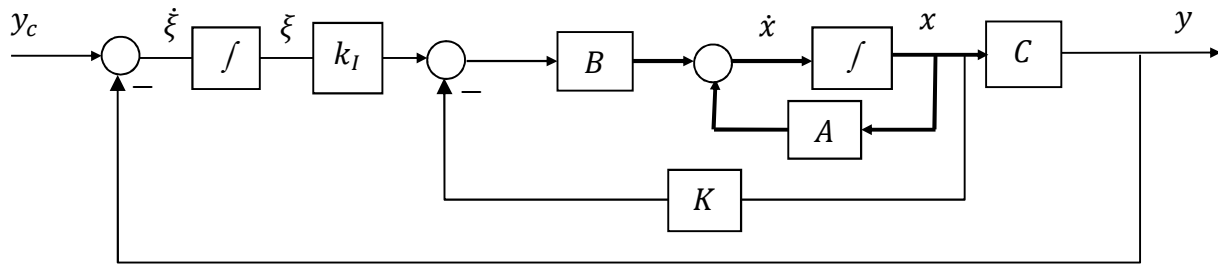 y_c
ξ̇
∫
ξ
k_I
−
−
B
ẋ
∫
x
C
y
A
K